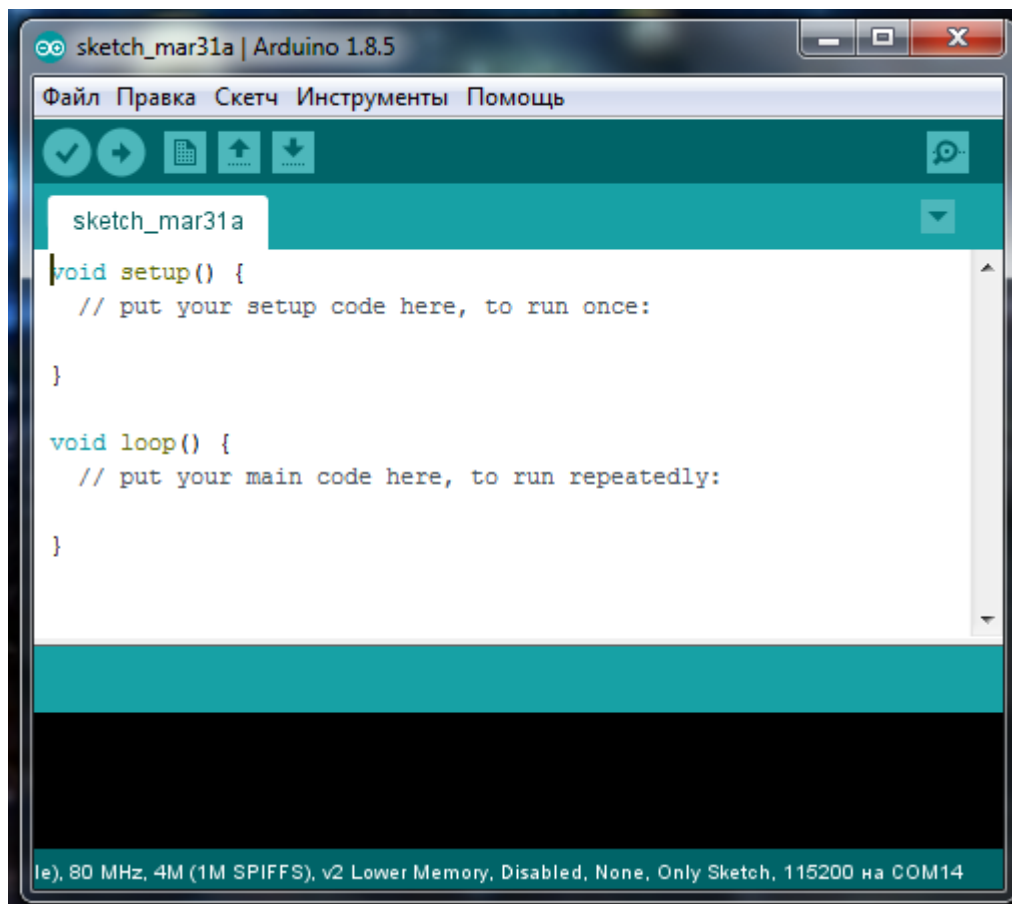 sketch_mar31a | Arduino 1.8.5
Файл Правка Скетч Инструменты Помощь
sketch_mar31a
void setup() {
// put your setup code here, to run once:
}
void loop() {
// put your main code here, to run repeatedly:
}
le), 80 MHz, 4M (1M SPIFFS), v2 Lower Memory, Disabled, None, Only Sketch, 115200 на COM14